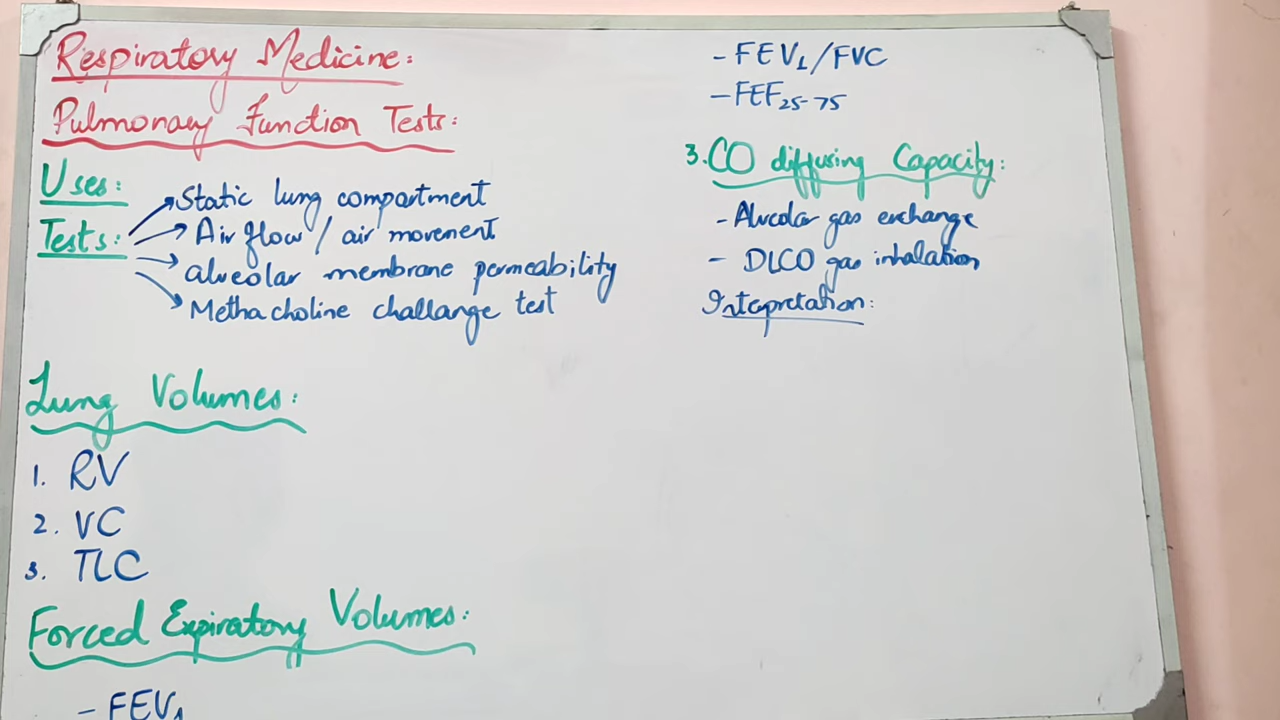 Respiratory Medicine:
Pulmonary Function Tests:
Uses:
Tests:
Static lung compartment
Air flow / air movement
alveolar membrane permeability
Methacholine challange test
Lung Volumes:
1. RV
2. VC
3. TLC
Forced Expiratory Volumes:
- FEV1
- FEV1/FVC
- FEF25-75
3. CO diffusing Capacity:
- Alveolar gas exchange
- DLCO gas inhalation
Interpretation: